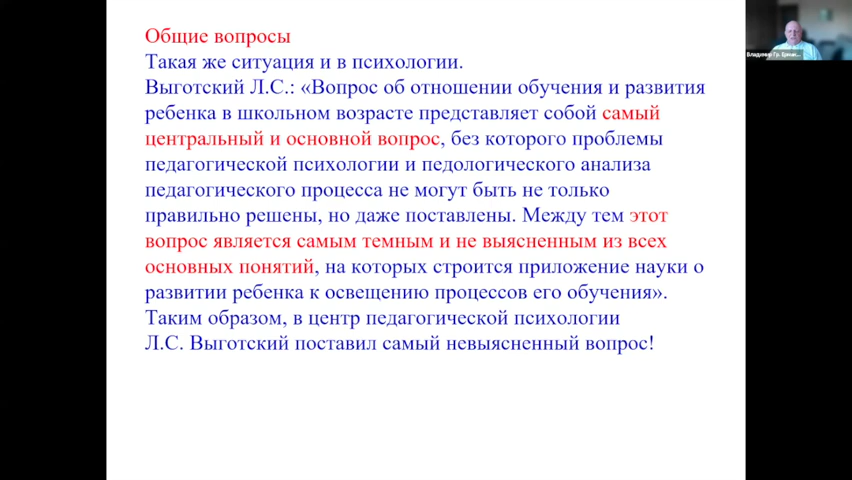 Общие вопросы
Такая же ситуация и в психологии.
Выготский Л.С.: «Вопрос об отношении обучения и развития
ребенка в школьном возрасте представляет собой самый
центральный и основной вопрос, без которого проблемы
педагогической психологии и педологического анализа
педагогического процесса не могут быть не только
правильно решены, но даже поставлены. Между тем этот
вопрос является самым темным и не выясненным из всех
основных понятий, на которых строится приложение науки о
развитии ребенка к освещению процессов его обучения».
Таким образом, в центр педагогической психологии
Л.С. Выготский поставил самый невыясненный вопрос!
Владимир Гр.